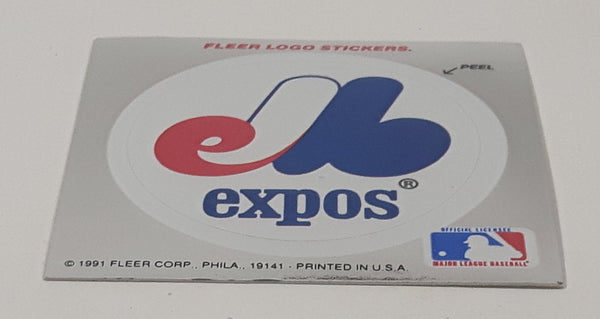 FLEER LOGO STICKERS.
PEEL
expos®
OFFICIAL LICENSEE
MAJOR LEAGUE BASEBALL
© 1991 FLEER CORP., PHILA., 19141 · PRINTED IN U.S.A.